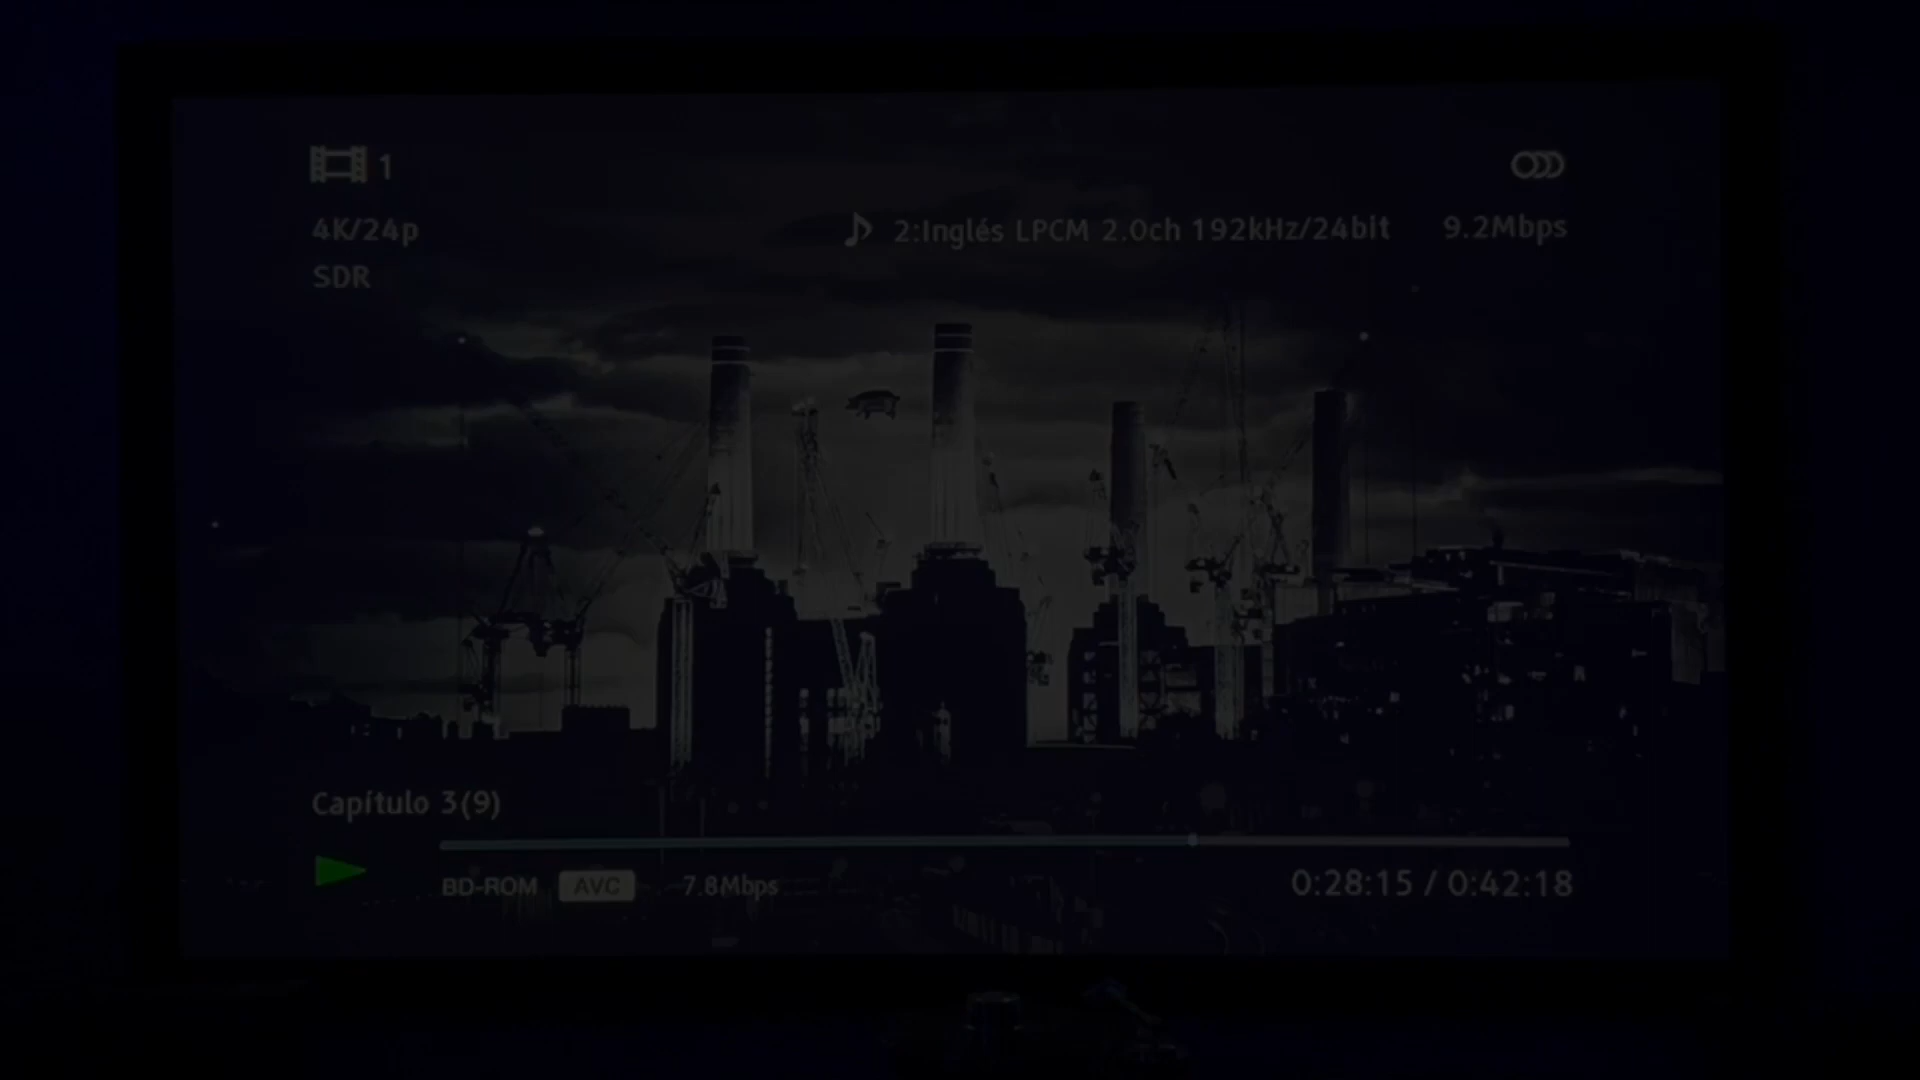 1
4K/24p
2:Inglés LPCM 2.0ch 192kHz/24bit 9.2Mbps
SDR
Capítulo 3(9)
BD-ROM AVC 7.8Mbps 0:28:15 / 0:42:18